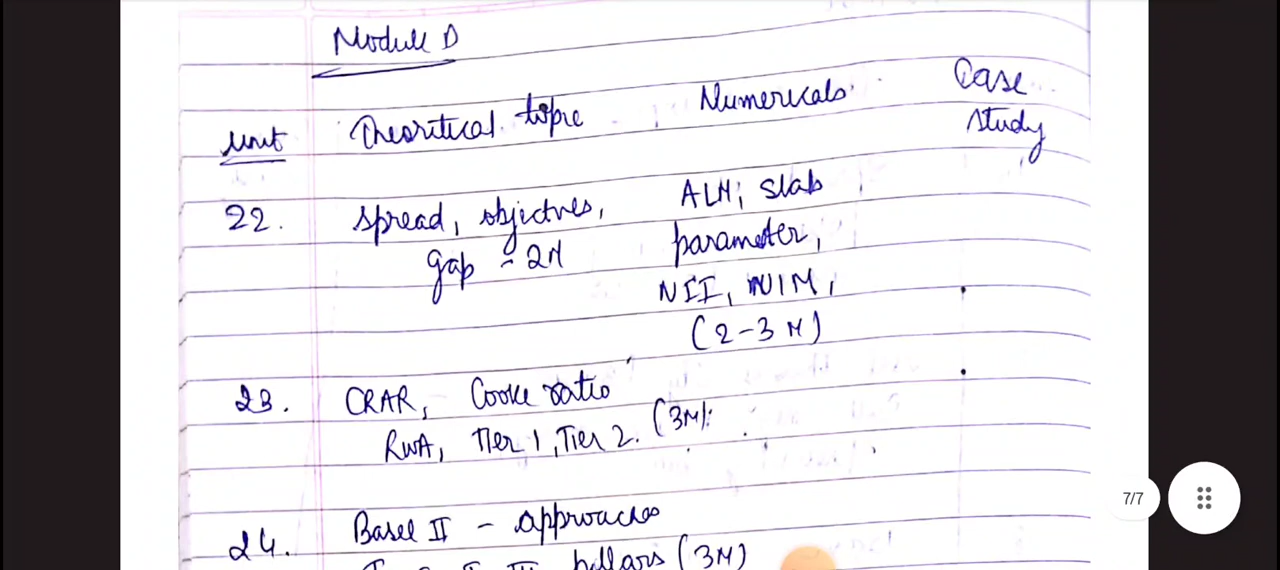 Module D
Unit Theoritical topic Numericals Case Study
22. Spread, objectives, gap - 2M
ALM, slab parameter, NII, NIM, (2-3 M)
23. CRAR, Cooke ratio
RWA, Tier 1, Tier 2. (3M)
24. Basel II - approaches
pillars (3M)
7/7